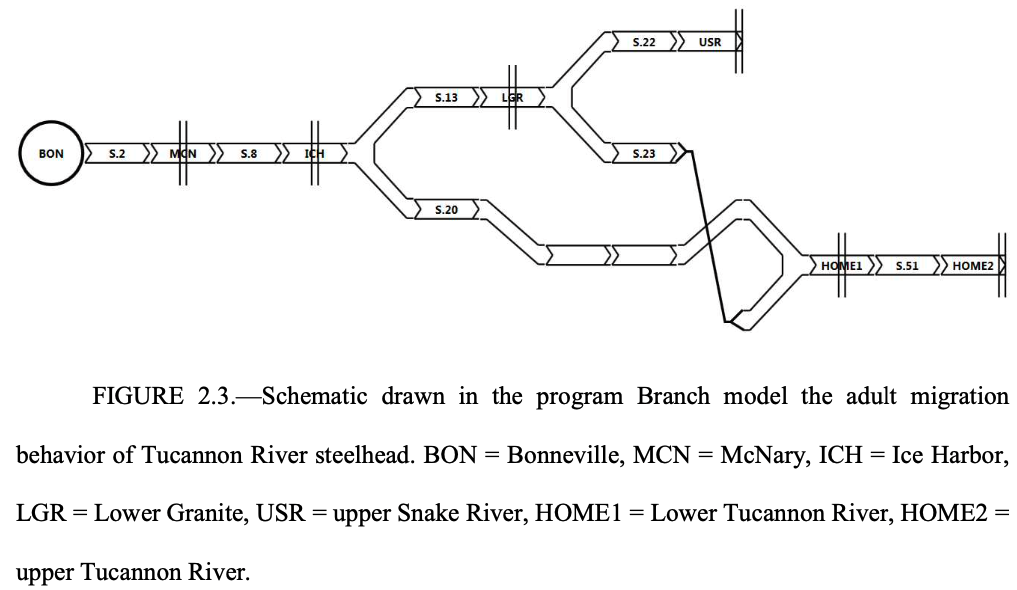 S.22 USR
S.13 LGR
BON S.2 MCN S.8 ICH S.23
S.20
HOME1 S.51 HOME2
FIGURE 2.3.—Schematic drawn in the program Branch model the adult migration
behavior of Tucannon River steelhead. BON = Bonneville, MCN = McNary, ICH = Ice Harbor,
LGR = Lower Granite, USR = upper Snake River, HOME1 = Lower Tucannon River, HOME2 =
upper Tucannon River.